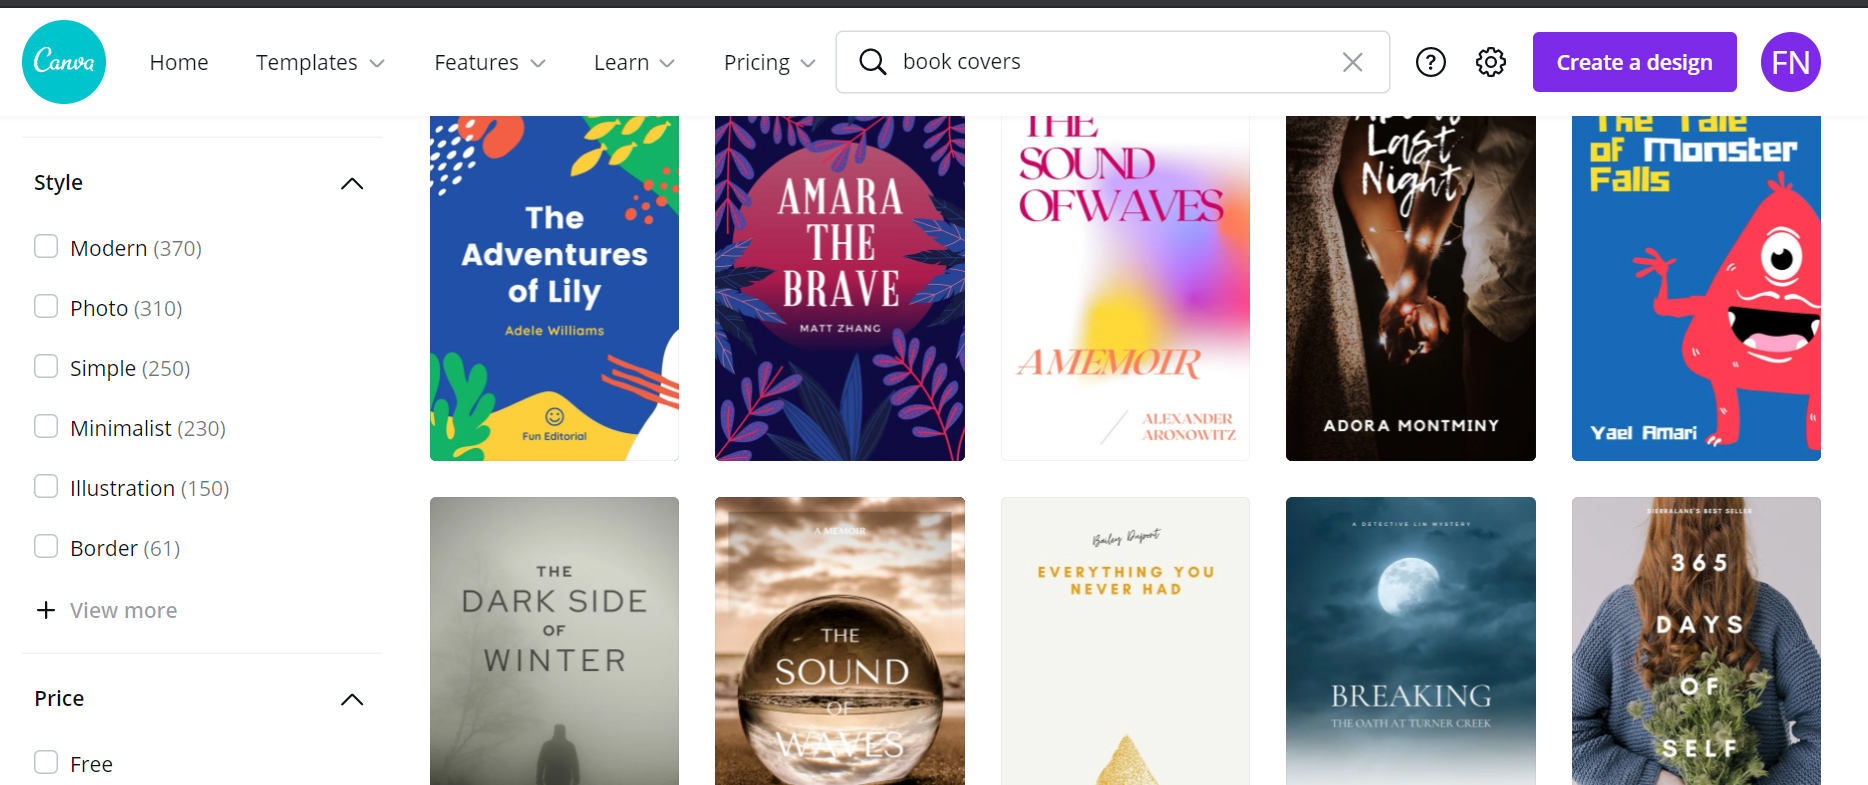 Canva
Home
Templates
Features
Learn
Pricing
book covers
Create a design
FN
Style
Modern (370)
Photo (310)
Simple (250)
Minimalist (230)
Illustration (150)
Border (61)
View more
Price
Free
The
Adventures
of Lily
Adele Williams
Fun Editorial
AMARA
THE
BRAVE
MATT ZHANG
THE
SOUND
OF WAVES
A MEMOIR
ALEXANDER
ARONOWITZ
Last
Night
ADORA MONTMINY
The Tale
of Monster
Falls
Yael Amari
THE
DARK SIDE
OF
WINTER
A MEMOIR
THE
SOUND
OF
WAVES
Bailey Dupont
EVERYTHING YOU
NEVER HAD
A DETECTIVE LIN MYSTERY
BREAKING
THE OATH AT TURNER CREEK
SIERRALANE'S BEST SELLER
365
DAYS
OF
SELF